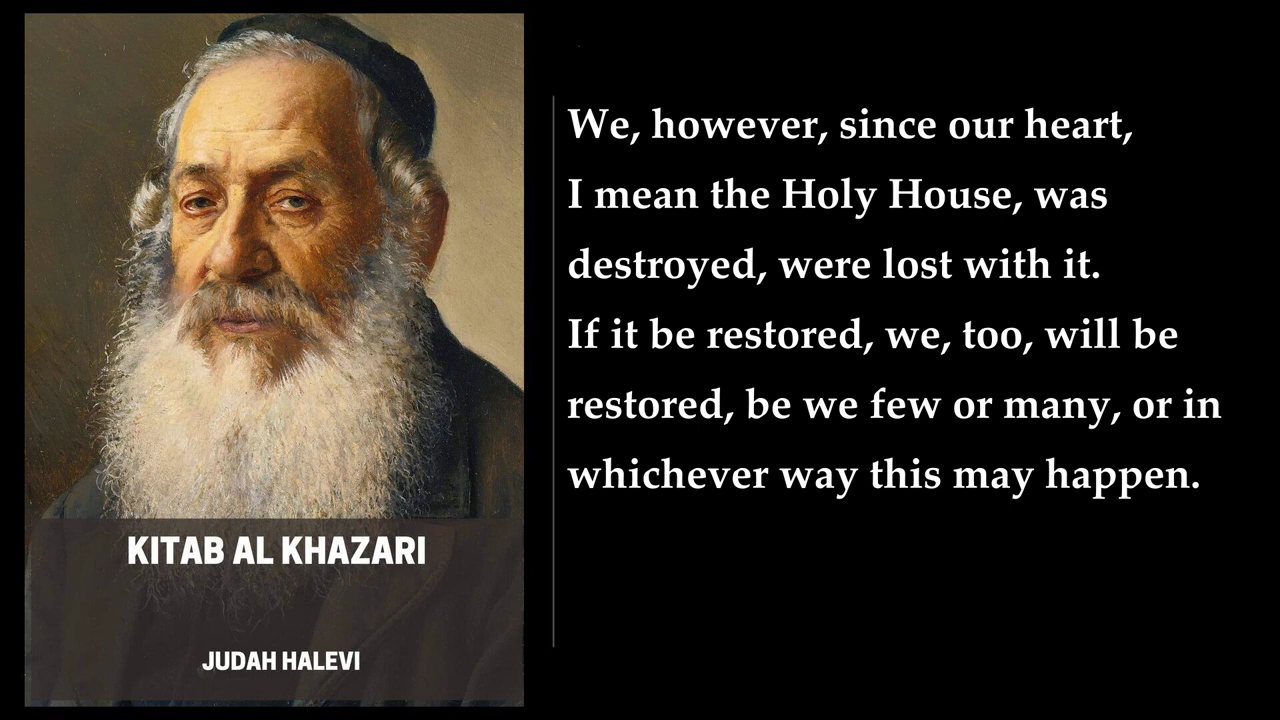 KITAB AL KHAZARI
JUDAH HALEVI
We, however, since our heart,
I mean the Holy House, was
destroyed, were lost with it.
If it be restored, we, too, will be
restored, be we few or many, or in
whichever way this may happen.